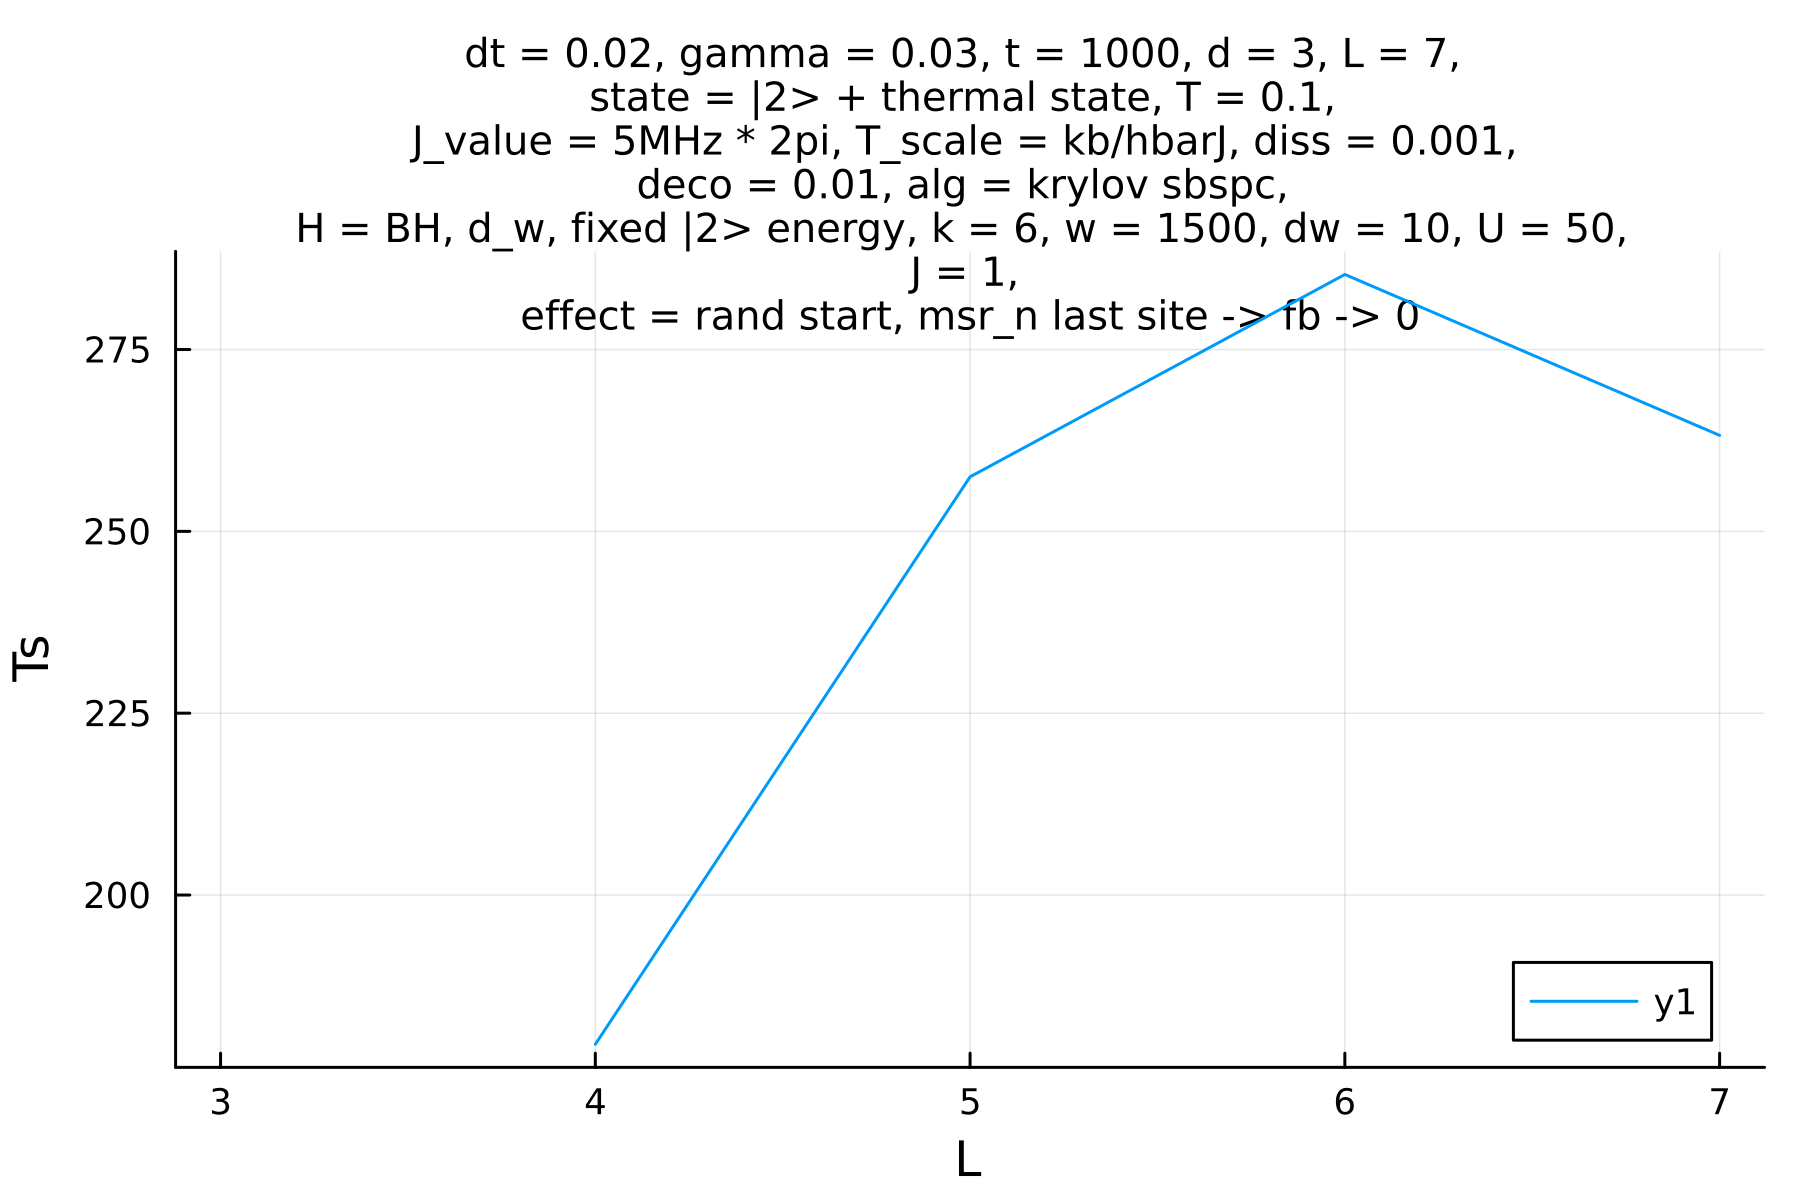 dt = 0.02, gamma = 0.03, t = 1000, d = 3, L = 7,
state = |2> + thermal state, T = 0.1,
J_value = 5MHz * 2pi, T_scale = kb/hbarJ, diss = 0.001,
deco = 0.01, alg = krylov sbspc,
H = BH, d_w, fixed |2> energy, k = 6, w = 1500, dw = 10, U = 50,
J = 1,
effect = rand start, msr_n last site -> fb -> 0
275
250
225
200
Ts
y1
3 4 5 6 7
L